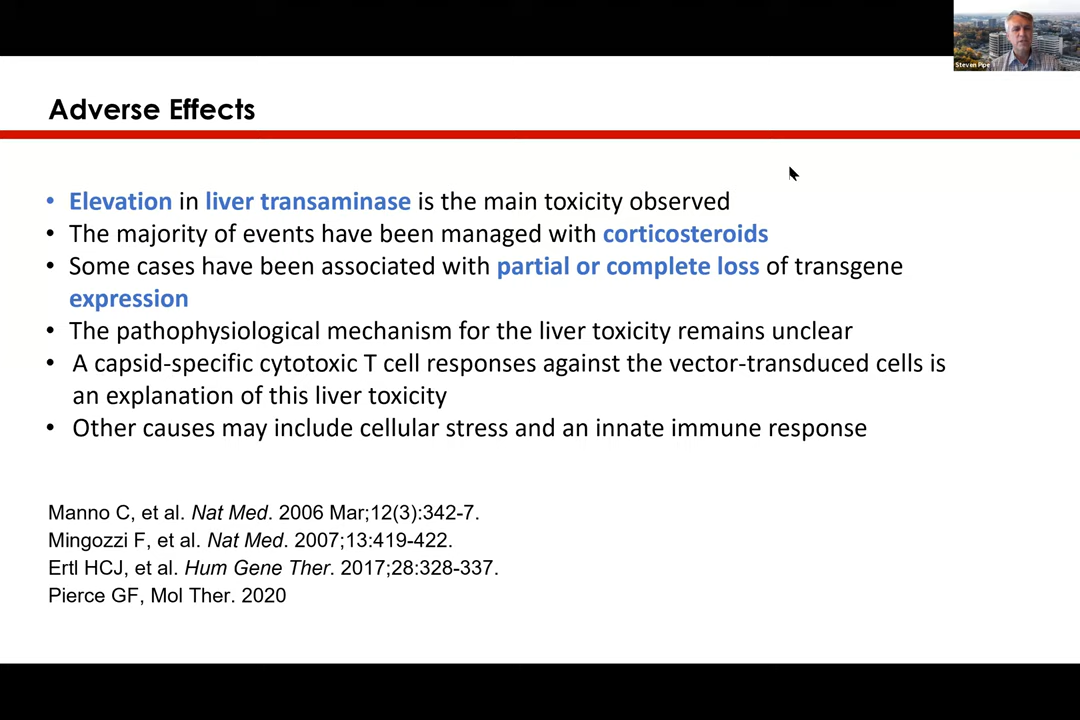 Steven Pipe
Adverse Effects
• Elevation in liver transaminase is the main toxicity observed
• The majority of events have been managed with corticosteroids
• Some cases have been associated with partial or complete loss of transgene
expression
• The pathophysiological mechanism for the liver toxicity remains unclear
• A capsid-specific cytotoxic T cell responses against the vector-transduced cells is
an explanation of this liver toxicity
• Other causes may include cellular stress and an innate immune response
Manno C, et al. Nat Med. 2006 Mar;12(3):342-7.
Mingozzi F, et al. Nat Med. 2007;13:419-422.
Ertl HCJ, et al. Hum Gene Ther. 2017;28:328-337.
Pierce GF, Mol Ther. 2020